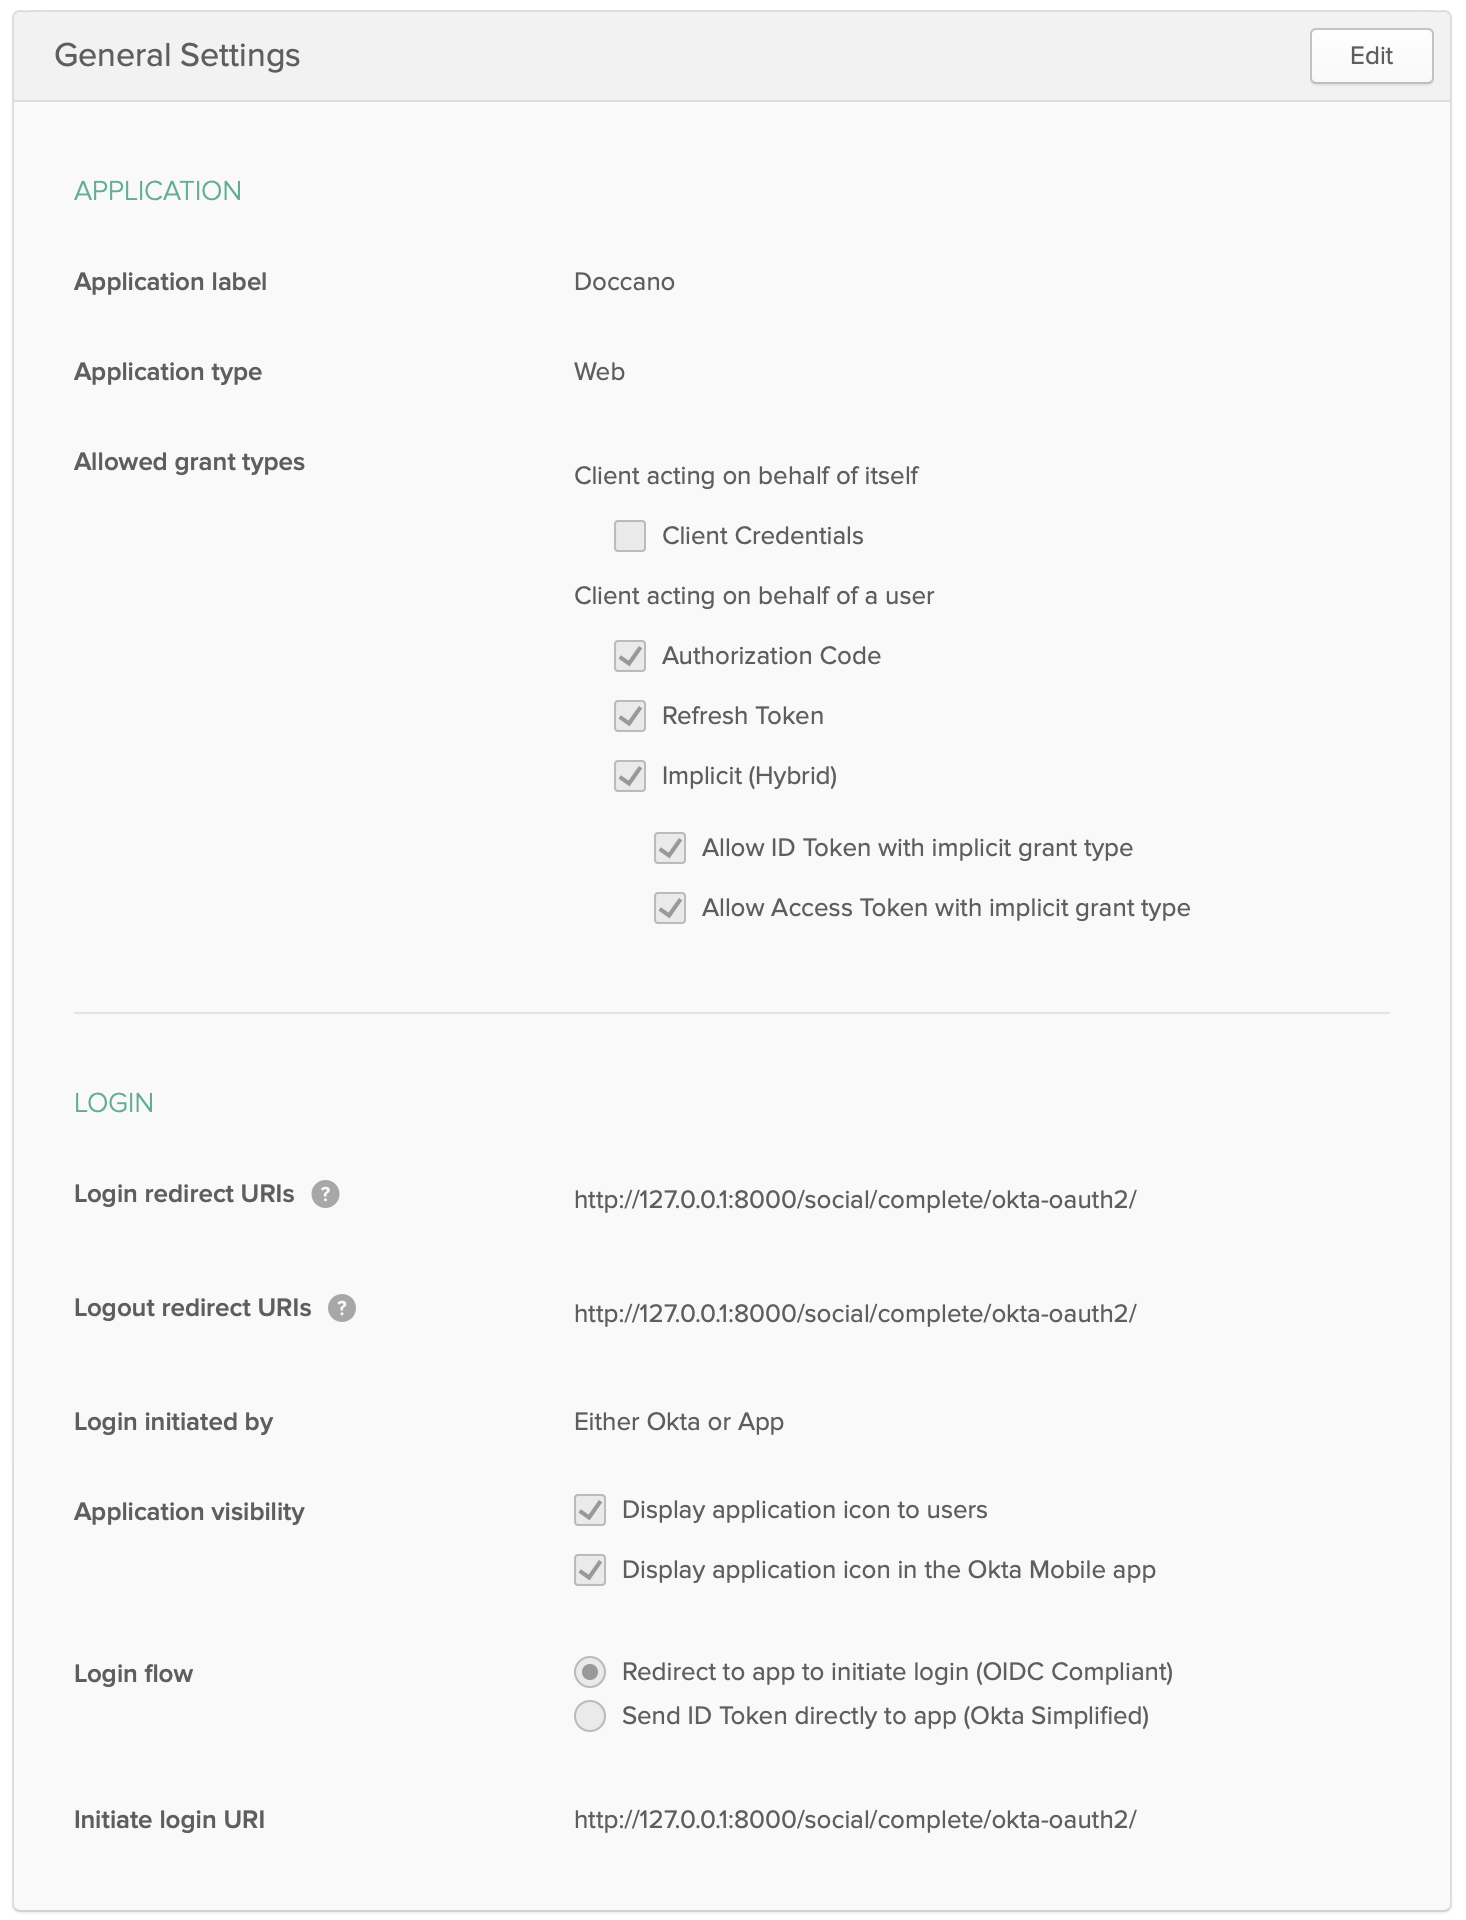 General Settings
Edit
APPLICATION
Application label
Doccano
Application type
Web
Allowed grant types
Client acting on behalf of itself
Client Credentials
Client acting on behalf of a user
Authorization Code
Refresh Token
Implicit (Hybrid)
Allow ID Token with implicit grant type
Allow Access Token with implicit grant type
LOGIN
Login redirect URIs ?
http://127.0.0.1:8000/social/complete/okta-oauth2/
Logout redirect URIs ?
http://127.0.0.1:8000/social/complete/okta-oauth2/
Login initiated by
Either Okta or App
Application visibility
Display application icon to users
Display application icon in the Okta Mobile app
Login flow
Redirect to app to initiate login (OIDC Compliant)
Send ID Token directly to app (Okta Simplified)
Initiate login URI
http://127.0.0.1:8000/social/complete/okta-oauth2/